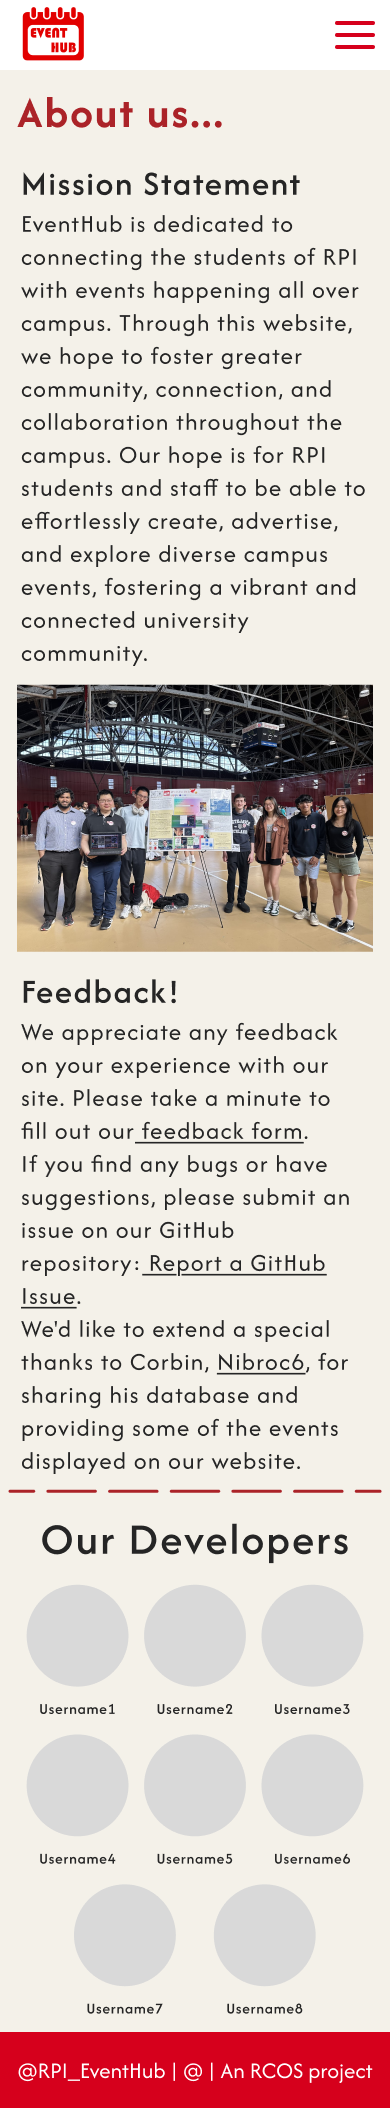 EVENT
HUB
About us...
Mission Statement
EventHub is dedicated to
connecting the students of RPI
with events happening all over
campus. Through this website,
we hope to foster greater
community, connection, and
collaboration throughout the
campus. Our hope is for RPI
students and staff to be able to
effortlessly create, advertise,
and explore diverse campus
events, fostering a vibrant and
connected university
community.
Feedback!
We appreciate any feedback
on your experience with our
site. Please take a minute to
fill out our feedback form.
If you find any bugs or have
suggestions, please submit an
issue on our GitHub
repository: Report a GitHub
Issue.
We'd like to extend a special
thanks to Corbin, Nibroc6, for
sharing his database and
providing some of the events
displayed on our website.
Our Developers
Username1 Username2 Username3
Username4 Username5 Username6
Username7 Username8
@RPI_EventHub | @ | An RCOS project